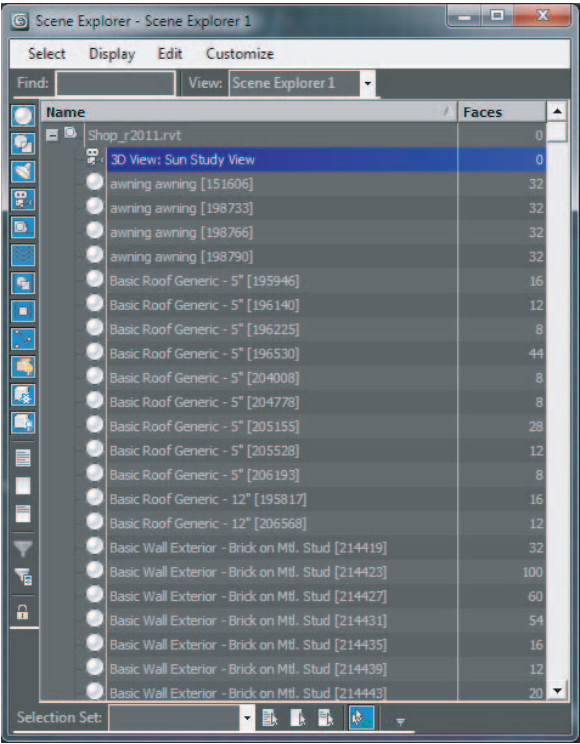 Scene Explorer - Scene Explorer 1
Select Display Edit Customize
Find: View: Scene Explorer 1
Name Faces
Shop_r2011.rvt 0
3D View: Sun Study View 0
awning awning [151606] 32
awning awning [198733] 32
awning awning [198766] 32
awning awning [198790] 32
Basic Roof Generic - 5" [195946] 16
Basic Roof Generic - 5" [196140] 12
Basic Roof Generic - 5" [196225] 8
Basic Roof Generic - 5" [196530] 44
Basic Roof Generic - 5" [204008] 8
Basic Roof Generic - 5" [204778] 8
Basic Roof Generic - 5" [205155] 28
Basic Roof Generic - 5" [205528] 12
Basic Roof Generic - 5" [206193] 8
Basic Roof Generic - 12" [195817] 16
Basic Roof Generic - 12" [206568] 12
Basic Wall Exterior - Brick on Mtl. Stud [214419] 32
Basic Wall Exterior - Brick on Mtl. Stud [214423] 100
Basic Wall Exterior - Brick on Mtl. Stud [214427] 60
Basic Wall Exterior - Brick on Mtl. Stud [214431] 54
Basic Wall Exterior - Brick on Mtl. Stud [214435] 16
Basic Wall Exterior - Brick on Mtl. Stud [214439] 12
Basic Wall Exterior - Brick on Mtl. Stud [214443] 20
Selection Set: